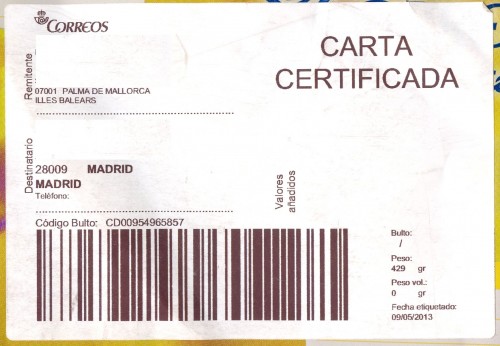 CORREOS
CARTA
CERTIFICADA
Remitente
07001 PALMA DE MALLORCA
ILLES BALEARS
Destinatario
28009 MADRID
MADRID
Teléfono:
Valores
añadidos
Código Bulto: CD00954965857
Bulto:
/
Peso:
429 gr
Peso vol.:
0 gr
Fecha etiquetado:
09/05/2013